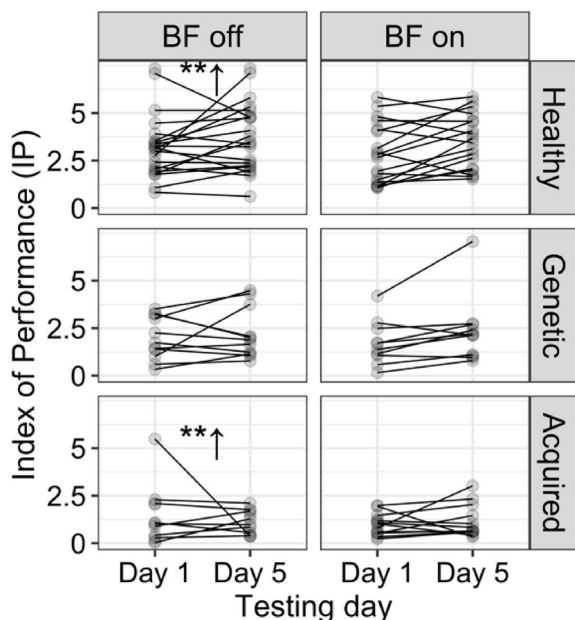 BF off
BF on
Index of Performance (IP)
**↑
5
2.5
0
Healthy
5
2.5
0
Genetic
**↑
5
2.5
0
Acquired
Day 1 Day 5 Day 1 Day 5
Testing day